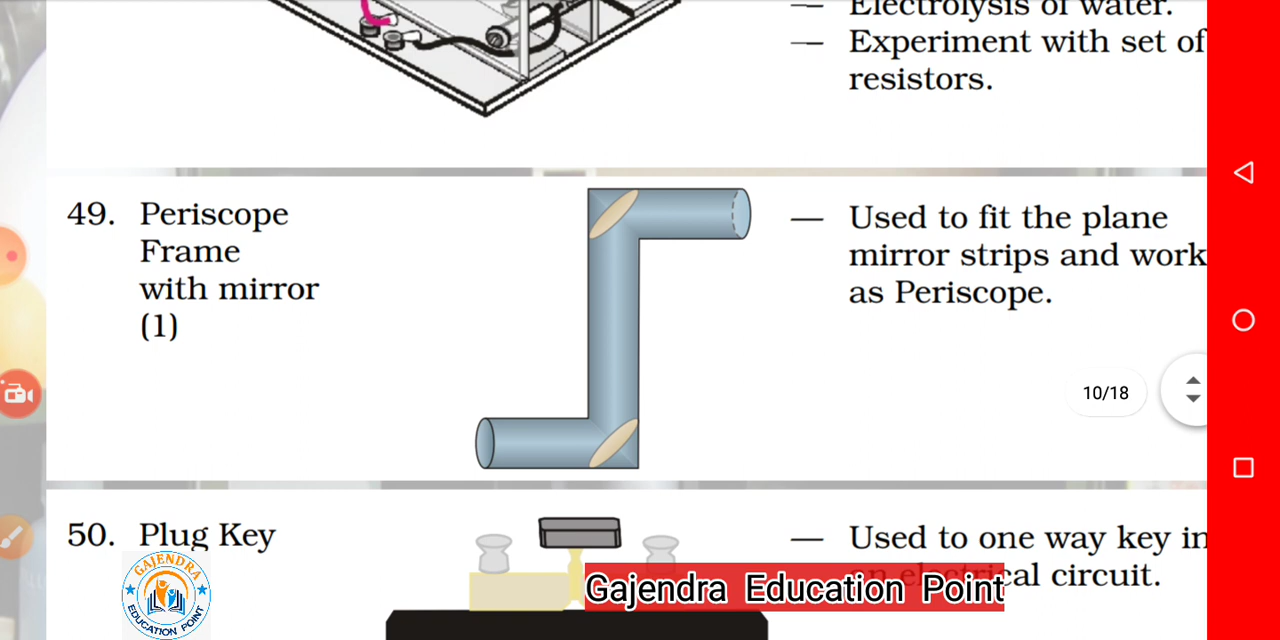 — Electrolysis of water.
— Experiment with set of
resistors.
49. Periscope
Frame
with mirror
(1)
— Used to fit the plane
mirror strips and work
as Periscope.
10/18
50. Plug Key
— Used to one way key in
an electrical circuit.
GAJENDRA
EDUCATION POINT
Gajendra Education Point